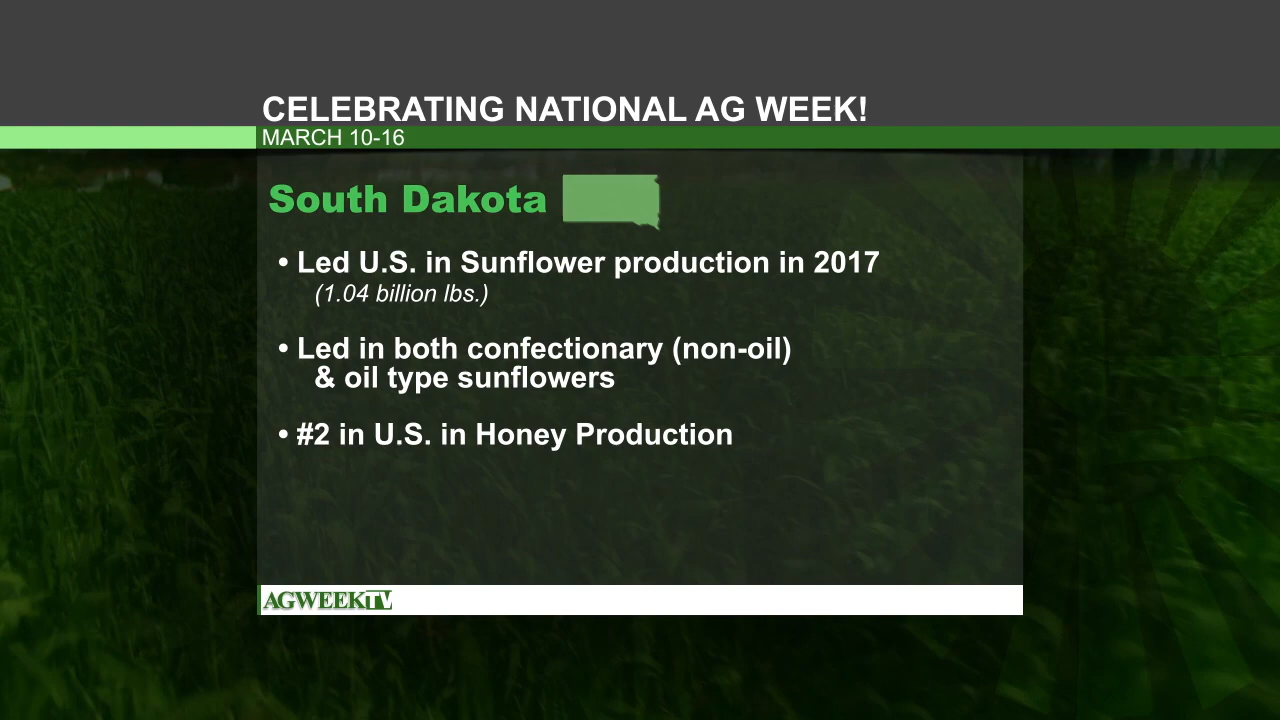 CELEBRATING NATIONAL AG WEEK!
MARCH 10-16
South Dakota
• Led U.S. in Sunflower production in 2017
(1.04 billion lbs.)
• Led in both confectionary (non-oil)
& oil type sunflowers
• #2 in U.S. in Honey Production
AGWEEKTV